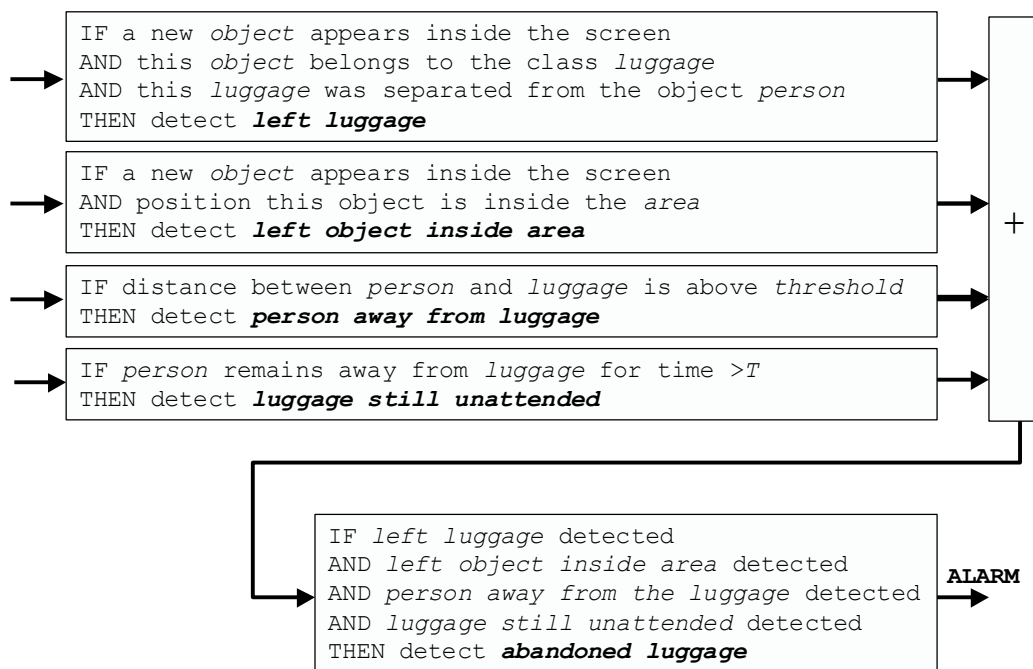 IF a new object appears inside the screen
AND this object belongs to the class luggage
AND this luggage was separated from the object person
THEN detect left luggage
IF a new object appears inside the screen
AND position this object is inside the area
THEN detect left object inside area
IF distance between person and luggage is above threshold
THEN detect person away from luggage
IF person remains away from luggage for time >T
THEN detect luggage still unattended
+
IF left luggage detected
AND left object inside area detected
AND person away from the luggage detected
AND luggage still unattended detected
THEN detect abandoned luggage
ALARM